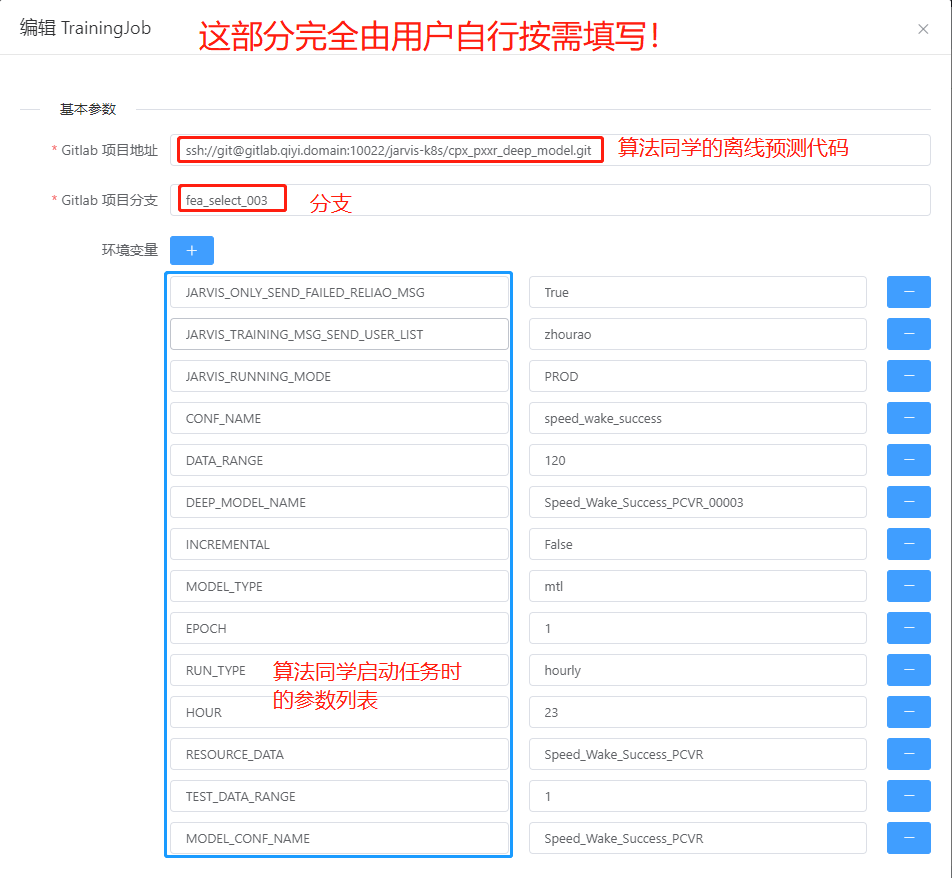 编辑 TrainingJob
这部分完全由用户自行按需填写!
基本参数
* Gitlab 项目地址 ssh://git@gitlab.qiyi.domain:10022/jarvis-k8s/cpx_pxxr_deep_model.git 算法同学的离线预测代码
* Gitlab 项目分支 fea_select_003 分支
环境变量 +
JARVIS_ONLY_SEND_FAILED_RELIAO_MSG True
JARVIS_TRAINING_MSG_SEND_USER_LIST zhourao
JARVIS_RUNNING_MODE PROD
CONF_NAME speed_wake_success
DATA_RANGE 120
DEEP_MODEL_NAME Speed_Wake_Success_PCVR_00003
INCREMENTAL False
MODEL_TYPE mtl
EPOCH 1
RUN_TYPE hourly
算法同学启动任务时
的参数列表
HOUR 23
RESOURCE_DATA Speed_Wake_Success_PCVR
TEST_DATA_RANGE 1
MODEL_CONF_NAME Speed_Wake_Success_PCVR